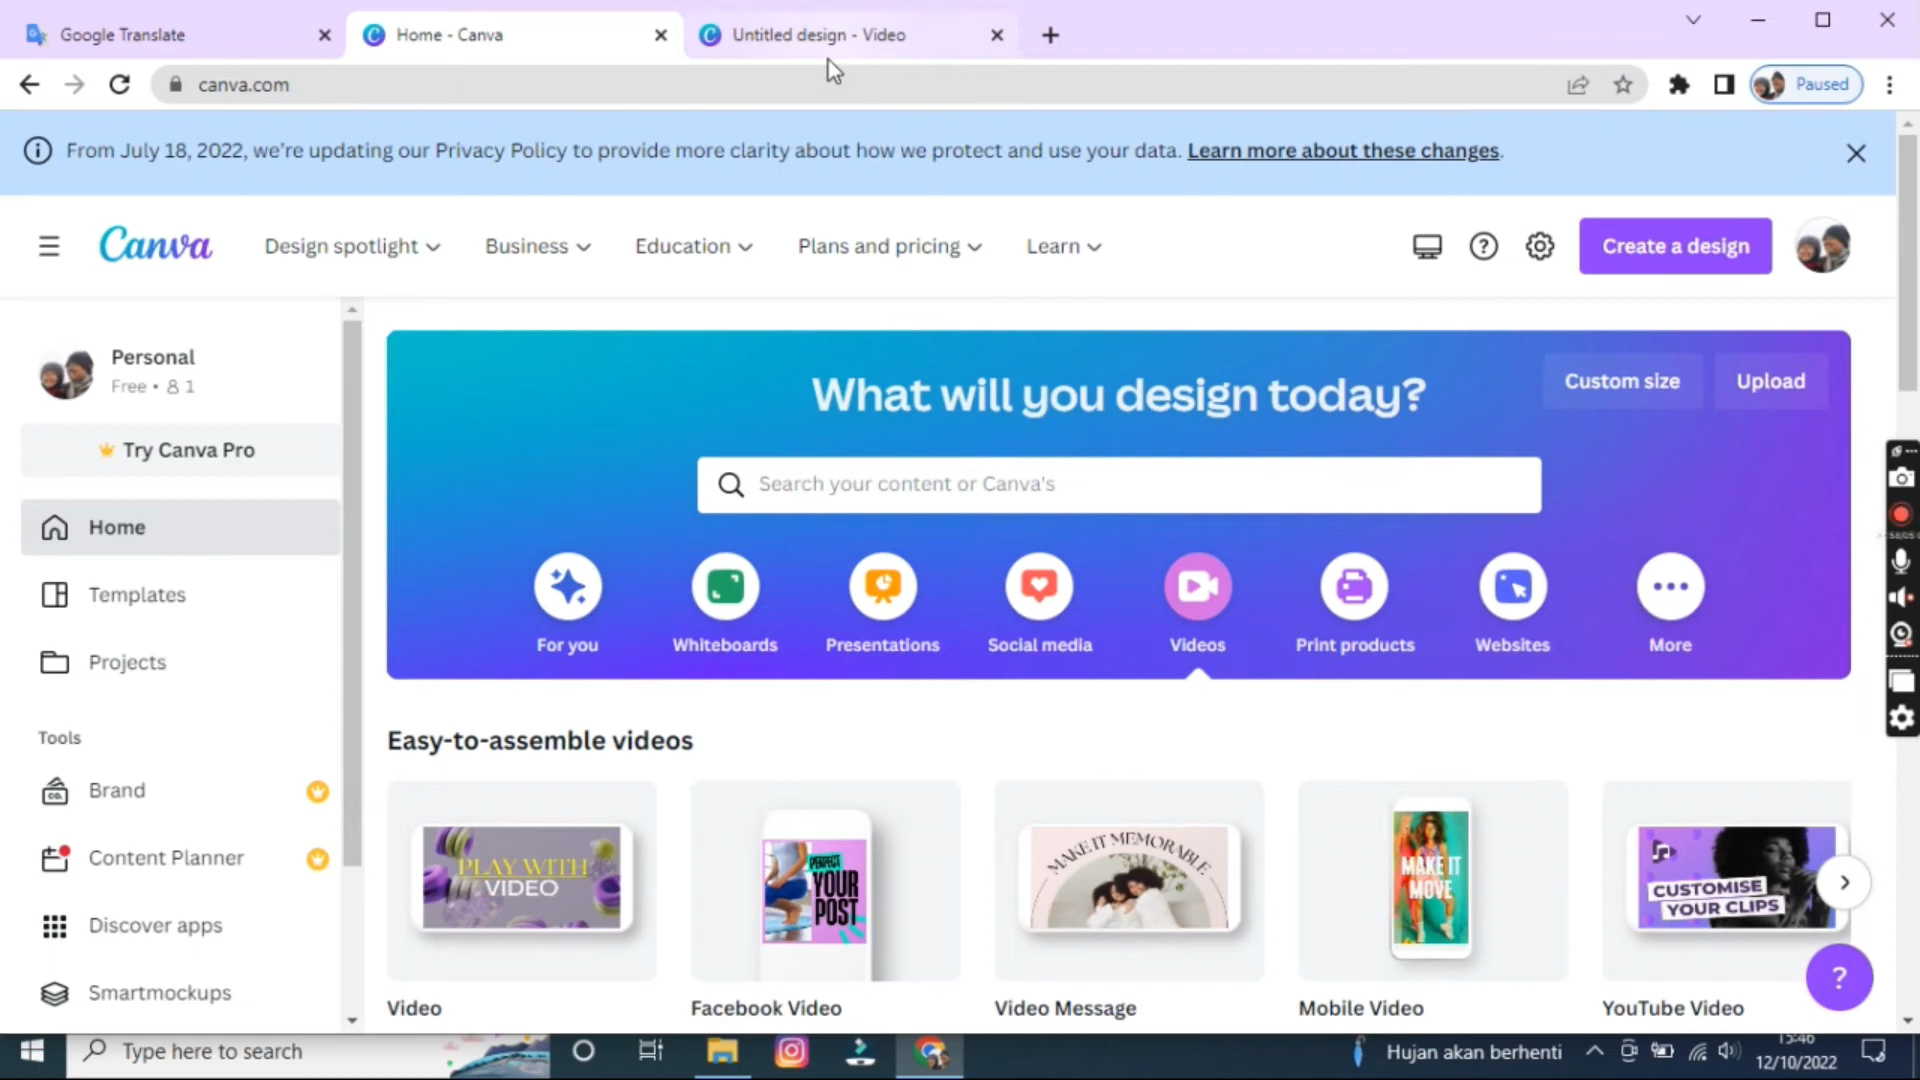 Google Translate
Home - Canva
Untitled design - Video
canva.com
Paused
From July 18, 2022, we're updating our Privacy Policy to provide more clarity about how we protect and use your data. Learn more about these changes.
Canva
Design spotlight
Business
Education
Plans and pricing
Learn
Create a design
Personal
Free • 1
Try Canva Pro
Home
Templates
Projects
Tools
Brand
Content Planner
Discover apps
Smartmockups
What will you design today?
Custom size
Upload
Search your content or Canva's
For you
Whiteboards
Presentations
Social media
Videos
Print products
Websites
More
Easy-to-assemble videos
PLAY WITH
VIDEO
PERFECT
YOUR
POST
MAKE IT MEMORABLE
MAKE IT
MOVE
CUSTOMISE
YOUR CLIPS
Video
Facebook Video
Video Message
Mobile Video
YouTube Video
?
Type here to search
Hujan akan berhenti
15:46
12/10/2022